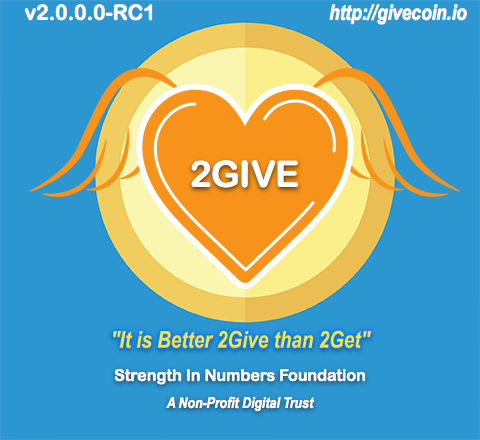 v2.0.0.0-RC1 http://givecoin.io
2GIVE
"It is Better 2Give than 2Get"
Strength In Numbers Foundation
A Non-Profit Digital Trust